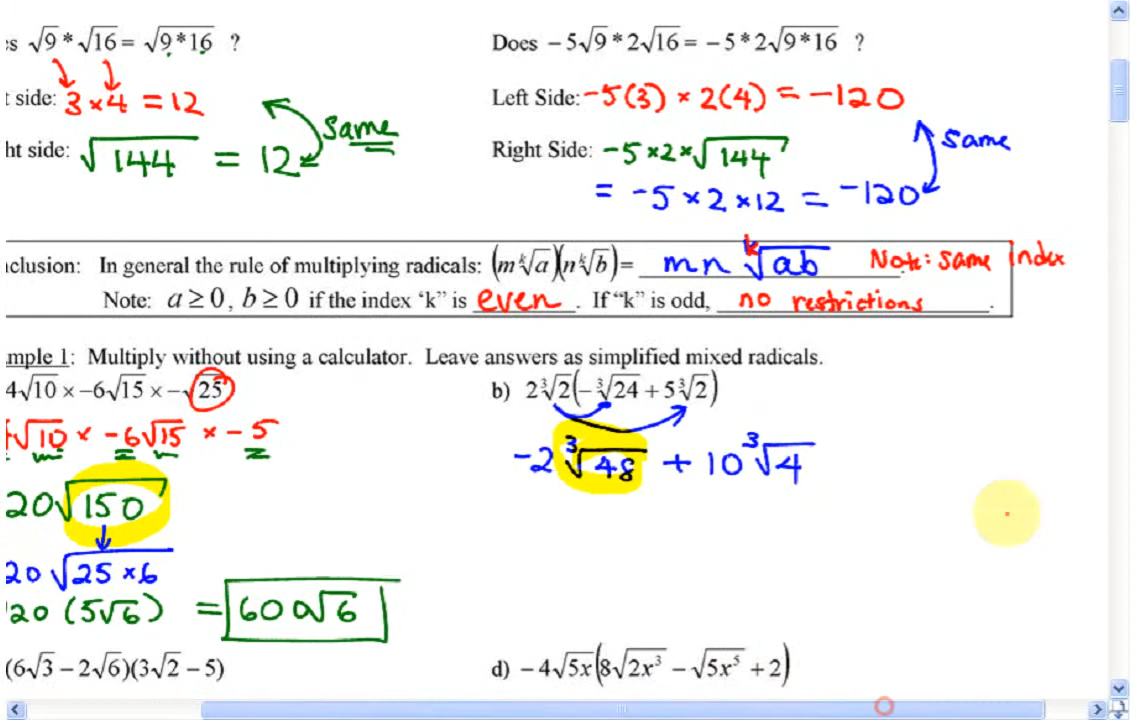 es √9 * √16 = √9*16 ?
t side: 3 × 4 = 12
ht side: √144 = 12
same
Does −5√9 * 2√16 = −5*2√9*16 ?
Left Side: −5(3) × 2(4) = −120
Right Side: −5×2×√144
= −5 × 2 × 12 = −120
same
nclusion: In general the rule of multiplying radicals: (m ᵏ√a)(n ᵏ√b) = mn ᵏ√ab Note: same index
Note: a ≥ 0, b ≥ 0 if the index 'k" is even. If "k" is odd, no restrictions.
mple 1: Multiply without using a calculator. Leave answers as simplified mixed radicals.
4√10 × −6√15 × −√25
√10 × −6√15 × −5
20√150
20√25×6
20 (5√6) = 600√6
b) 2∛2(−∛24 + 5∛2)
−2∛48 + 10∛4
(6√3 − 2√6)(3√2 − 5)
d) −4√5x(8√2x³ − √5x⁵ + 2)